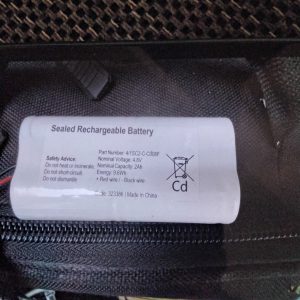 Sealed Rechargeable Battery
Safety Advice:
Do not heat or incinerate.
Do not short circuit.
Do not dismantle
Part Number:
Nominal Voltage: 4.8V
Nominal Capacity: 2Ah
Energy: 9.6Wh
+ Red wire / - Black wire
Made in China
Cd